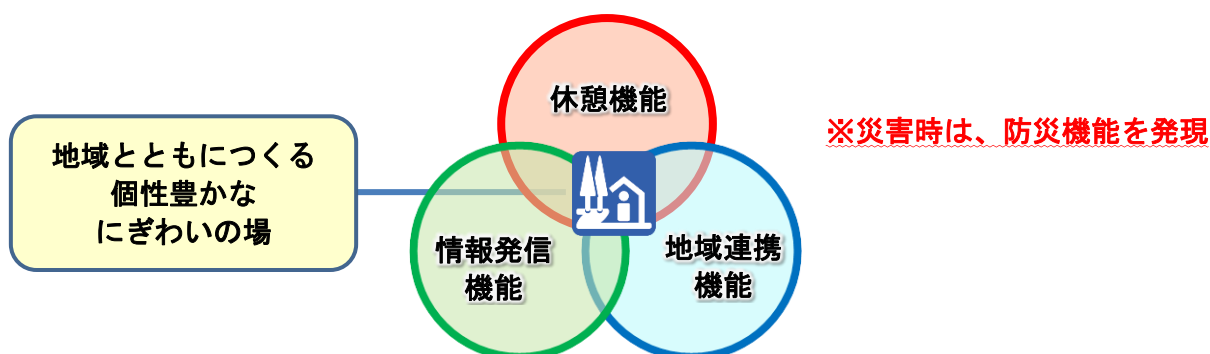 休憩機能
※災害時は、防災機能を発現
地域とともにつくる
個性豊かな
にぎわいの場
情報発信
機能
地域連携
機能